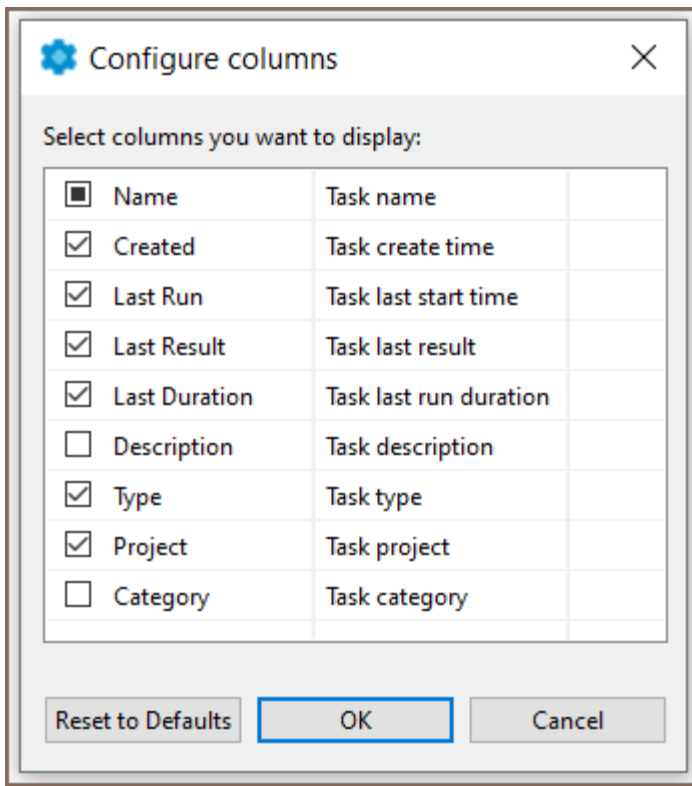 Configure columns
Select columns you want to display:
Name Task name
Created Task create time
Last Run Task last start time
Last Result Task last result
Last Duration Task last run duration
Description Task description
Type Task type
Project Task project
Category Task category
Reset to Defaults OK Cancel